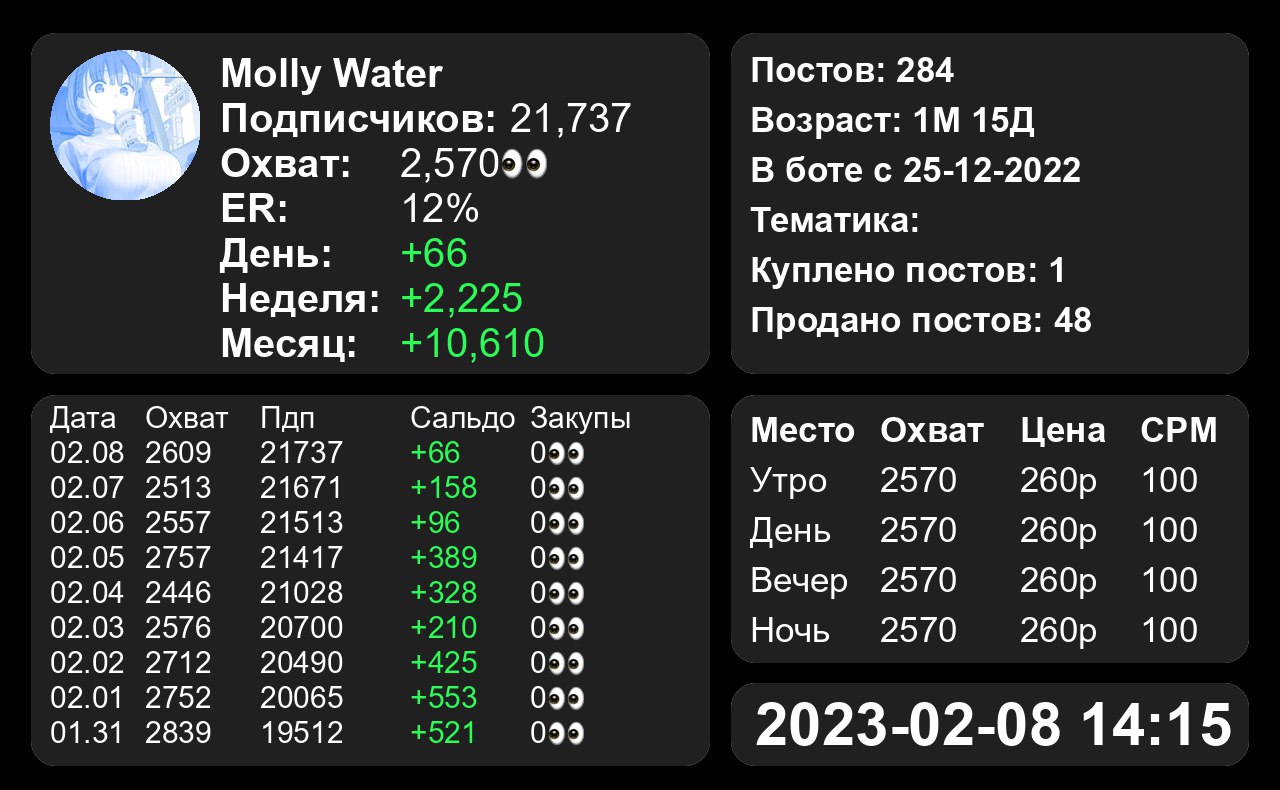 Molly Water
Подписчиков: 21,737
Охват: 2,570👀
ER: 12%
День: +66
Неделя: +2,225
Месяц: +10,610
Постов: 284
Возраст: 1М 15Д
В боте с 25-12-2022
Тематика:
Куплено постов: 1
Продано постов: 48
Дата Охват Пдп Сальдо Закупы
02.08 2609 21737 +66 0👀
02.07 2513 21671 +158 0👀
02.06 2557 21513 +96 0👀
02.05 2757 21417 +389 0👀
02.04 2446 21028 +328 0👀
02.03 2576 20700 +210 0👀
02.02 2712 20490 +425 0👀
02.01 2752 20065 +553 0👀
01.31 2839 19512 +521 0👀
Место Охват Цена CPM
Утро 2570 260р 100
День 2570 260р 100
Вечер 2570 260р 100
Ночь 2570 260р 100
2023-02-08 14:15